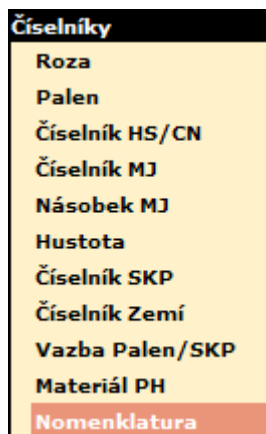 Číselníky
Roza
Palen
Číselník HS/CN
Číselník MJ
Násobek MJ
Hustota
Číselník SKP
Číselník Zemí
Vazba Palen/SKP
Materiál PH
Nomenklatura